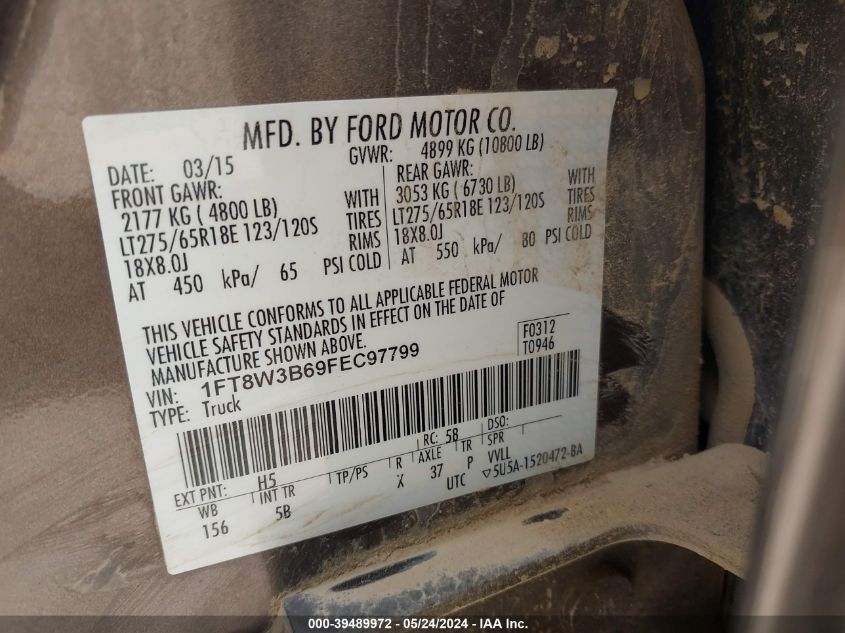 MFD. BY FORD MOTOR CO.
DATE: 03/15 GVWR: 4899 KG (10800 LB)
FRONT GAWR: REAR GAWR:
2177 KG ( 4800 LB) WITH 3053 KG ( 6730 LB) WITH
LT275/65R18E 123/120S TIRES LT275/65R18E 123/120S TIRES
18X8.0J RIMS 18X8.0J RIMS
AT 450 kPa/ 65 PSI COLD AT 550 kPa/ 80 PSI COLD
THIS VEHICLE CONFORMS TO ALL APPLICABLE FEDERAL MOTOR
VEHICLE SAFETY STANDARDS IN EFFECT ON THE DATE OF
MANUFACTURE SHOWN ABOVE.
VIN: 1FT8W3B69FEC97799
TYPE: Truck
F0312
T0946
EXT PNT: H5 RC: 58 DSO:
WB INT TR TP/PS R AXLE TR SPR
156 5B X 37 P VVLL
UTC ▽5U5A-1520472-BA
000-39489972 - 05/24/2024 - IAA Inc.